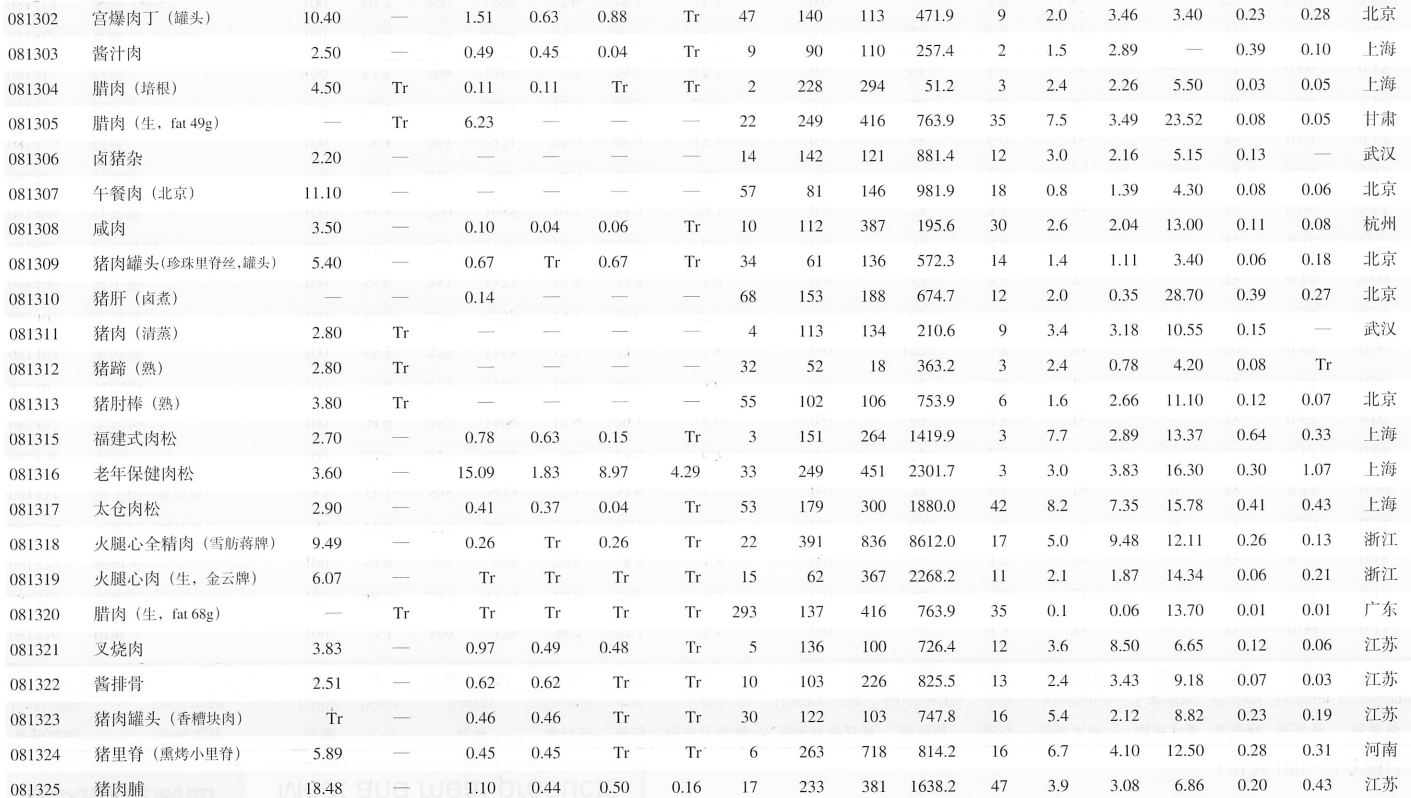 081302 宫爆肉丁（罐头） 10.40 — 1.51 0.63 0.88 Tr 47 140 113 471.9 9 2.0 3.46 3.40 0.23 0.28 北京
081303 酱汁肉 2.50 — 0.49 0.45 0.04 Tr 9 90 110 257.4 2 1.5 2.89 — 0.39 0.10 上海
081304 腊肉（培根） 4.50 Tr 0.11 0.11 Tr Tr 2 228 294 51.2 3 2.4 2.26 5.50 0.03 0.05 上海
081305 腊肉（生，fat 49g） — Tr 6.23 — — — 22 249 416 763.9 35 7.5 3.49 23.52 0.08 0.05 甘肃
081306 卤猪杂 2.20 — — — — — 14 142 121 881.4 12 3.0 2.16 5.15 0.13 — 武汉
081307 午餐肉（北京） 11.10 — — — — — 57 81 146 981.9 18 0.8 1.39 4.30 0.08 0.06 北京
081308 咸肉 3.50 — 0.10 0.04 0.06 Tr 10 112 387 195.6 30 2.6 2.04 13.00 0.11 0.08 杭州
081309 猪肉罐头(珍珠里脊丝,罐头) 5.40 — 0.67 Tr 0.67 Tr 34 61 136 572.3 14 1.4 1.11 3.40 0.06 0.18 北京
081310 猪肝（卤煮） — — 0.14 — — — 68 153 188 674.7 12 2.0 0.35 28.70 0.39 0.27 北京
081311 猪肉（清蒸） 2.80 Tr — — — — 4 113 134 210.6 9 3.4 3.18 10.55 0.15 — 武汉
081312 猪蹄（熟） 2.80 Tr — — — — 32 52 18 363.2 3 2.4 0.78 4.20 0.08 Tr
081313 猪肘棒（熟） 3.80 Tr — — — — 55 102 106 753.9 6 1.6 2.66 11.10 0.12 0.07 北京
081315 福建式肉松 2.70 — 0.78 0.63 0.15 Tr 3 151 264 1419.9 3 7.7 2.89 13.37 0.64 0.33 上海
081316 老年保健肉松 3.60 — 15.09 1.83 8.97 4.29 33 249 451 2301.7 3 3.0 3.83 16.30 0.30 1.07 上海
081317 太仓肉松 2.90 — 0.41 0.37 0.04 Tr 53 179 300 1880.0 42 8.2 7.35 15.78 0.41 0.43 上海
081318 火腿心全精肉（雪舫蒋牌） 9.49 — 0.26 Tr 0.26 Tr 22 391 836 8612.0 17 5.0 9.48 12.11 0.26 0.13 浙江
081319 火腿心肉（生，金云牌） 6.07 — Tr Tr Tr Tr 15 62 367 2268.2 11 2.1 1.87 14.34 0.06 0.21 浙江
081320 腊肉（生，fat 68g） — Tr Tr Tr Tr Tr 293 137 416 763.9 35 0.1 0.06 13.70 0.01 0.01 广东
081321 叉烧肉 3.83 — 0.97 0.49 0.48 Tr 5 136 100 726.4 12 3.6 8.50 6.65 0.12 0.06 江苏
081322 酱排骨 2.51 — 0.62 0.62 Tr Tr 10 103 226 825.5 13 2.4 3.43 9.18 0.07 0.03 江苏
081323 猪肉罐头（香糟块肉） Tr — 0.46 0.46 Tr Tr 30 122 103 747.8 16 5.4 2.12 8.82 0.23 0.19 江苏
081324 猪里脊（熏烤小里脊） 5.89 — 0.45 0.45 Tr Tr 6 263 718 814.2 16 6.7 4.10 12.50 0.28 0.31 河南
081325 猪肉脯 18.48 — 1.10 0.44 0.50 0.16 17 233 381 1638.2 47 3.9 3.08 6.86 0.20 0.43 江苏